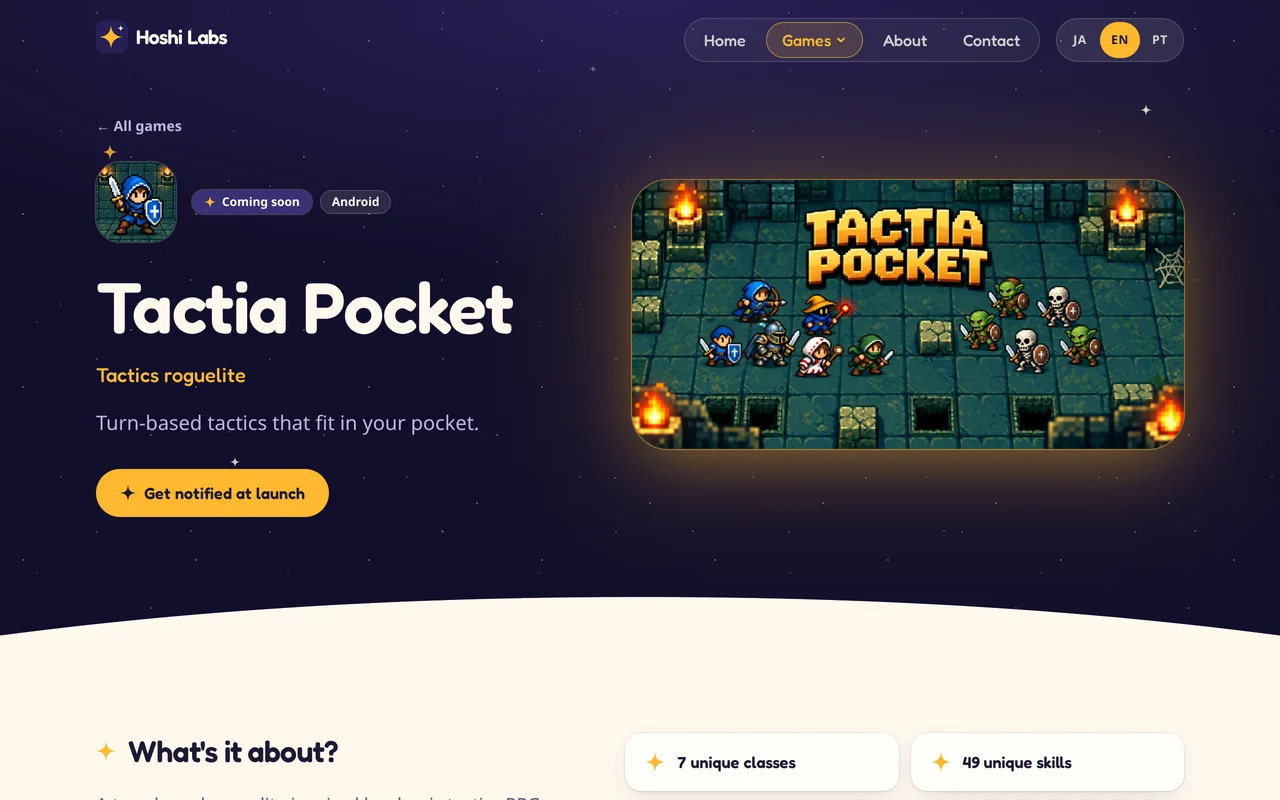 Hoshi Labs
Home
Games
About
Contact
JA
EN
PT
← All games
Coming soon
Android
TACTIA
POCKET
Tactia Pocket
Tactics roguelite
Turn-based tactics that fit in your pocket.
Get notified at launch
What's it about?
7 unique classes
49 unique skills